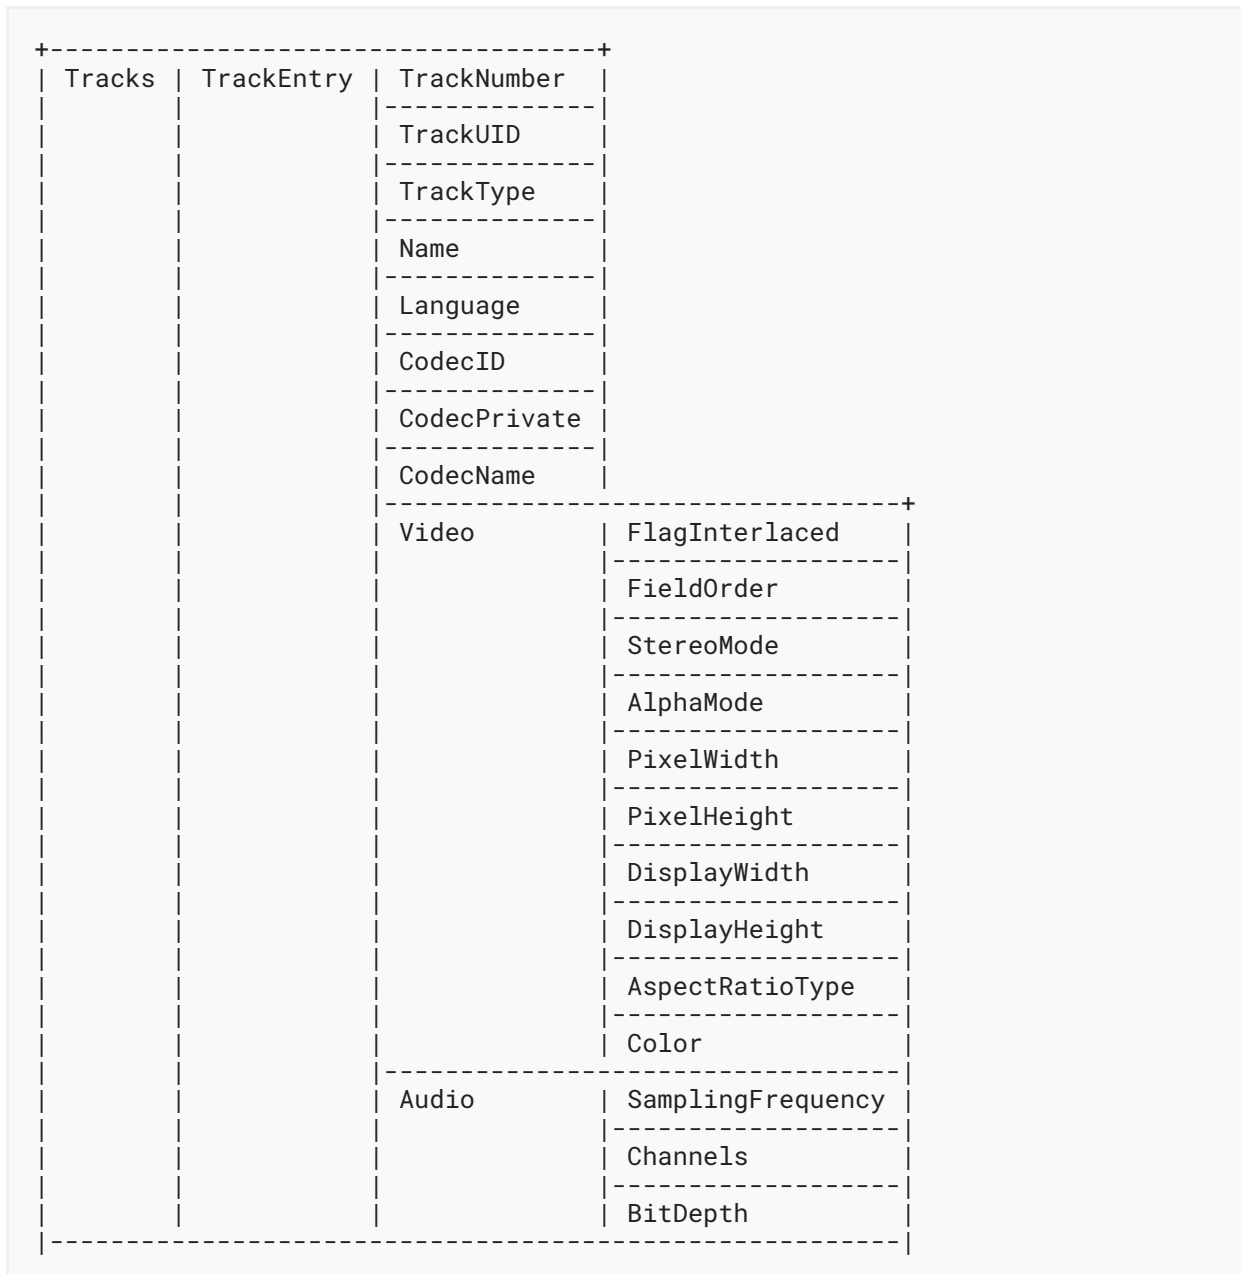 +------------------------------------+
| Tracks | TrackEntry | TrackNumber  |
|        |            |--------------|
|        |            | TrackUID     |
|        |            |--------------|
|        |            | TrackType    |
|        |            |--------------|
|        |            | Name         |
|        |            |--------------|
|        |            | Language     |
|        |            |--------------|
|        |            | CodecID      |
|        |            |--------------|
|        |            | CodecPrivate |
|        |            |--------------|
|        |            | CodecName    |
|        |            |----------------------------------+
|        |            | Video        | FlagInterlaced    |
|        |            |              |-------------------|
|        |            |              | FieldOrder        |
|        |            |              |-------------------|
|        |            |              | StereoMode        |
|        |            |              |-------------------|
|        |            |              | AlphaMode         |
|        |            |              |-------------------|
|        |            |              | PixelWidth        |
|        |            |              |-------------------|
|        |            |              | PixelHeight       |
|        |            |              |-------------------|
|        |            |              | DisplayWidth      |
|        |            |              |-------------------|
|        |            |              | DisplayHeight     |
|        |            |              |-------------------|
|        |            |              | AspectRatioType   |
|        |            |              |-------------------|
|        |            |              | Color             |
|        |            |----------------------------------|
|        |            | Audio        | SamplingFrequency |
|        |            |              |-------------------|
|        |            |              | Channels          |
|        |            |              |-------------------|
|        |            |              | BitDepth          |
|--------------------------------------------------------|